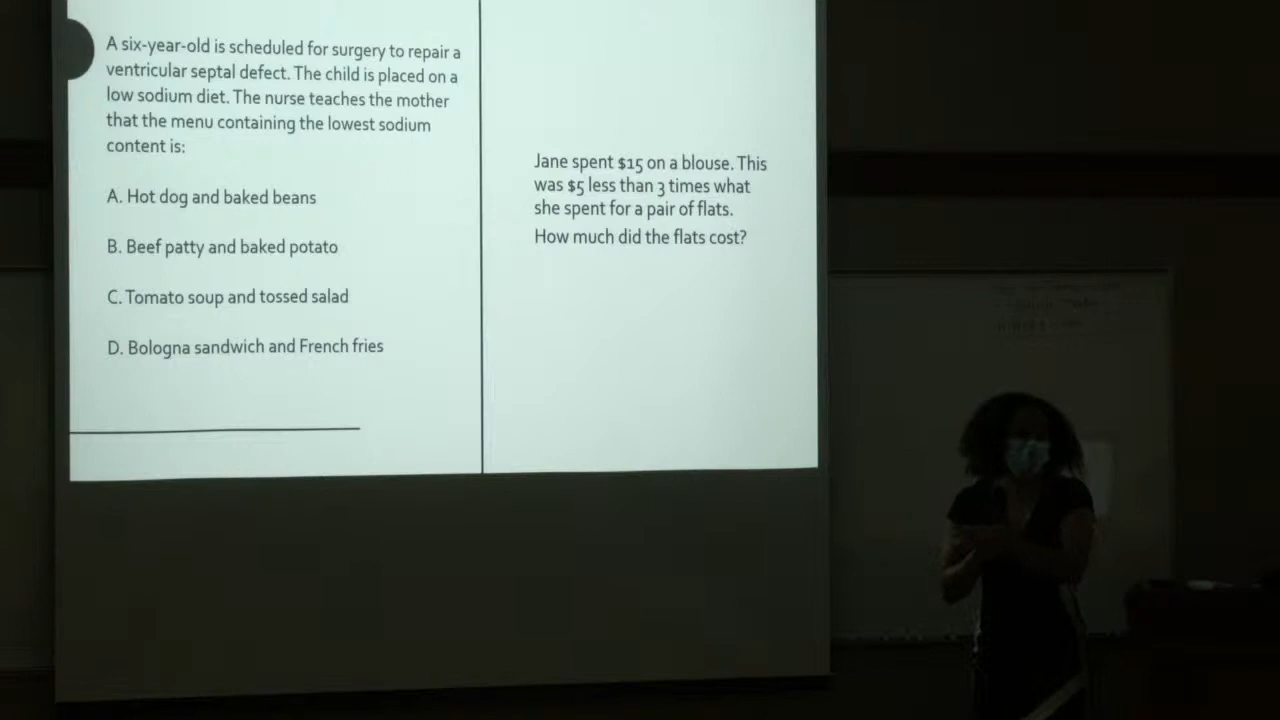 A six-year-old is scheduled for surgery to repair a
ventricular septal defect. The child is placed on a
low sodium diet. The nurse teaches the mother
that the menu containing the lowest sodium
content is:
A. Hot dog and baked beans
B. Beef patty and baked potato
C. Tomato soup and tossed salad
D. Bologna sandwich and French fries
Jane spent $15 on a blouse. This
was $5 less than 3 times what
she spent for a pair of flats.
How much did the flats cost?